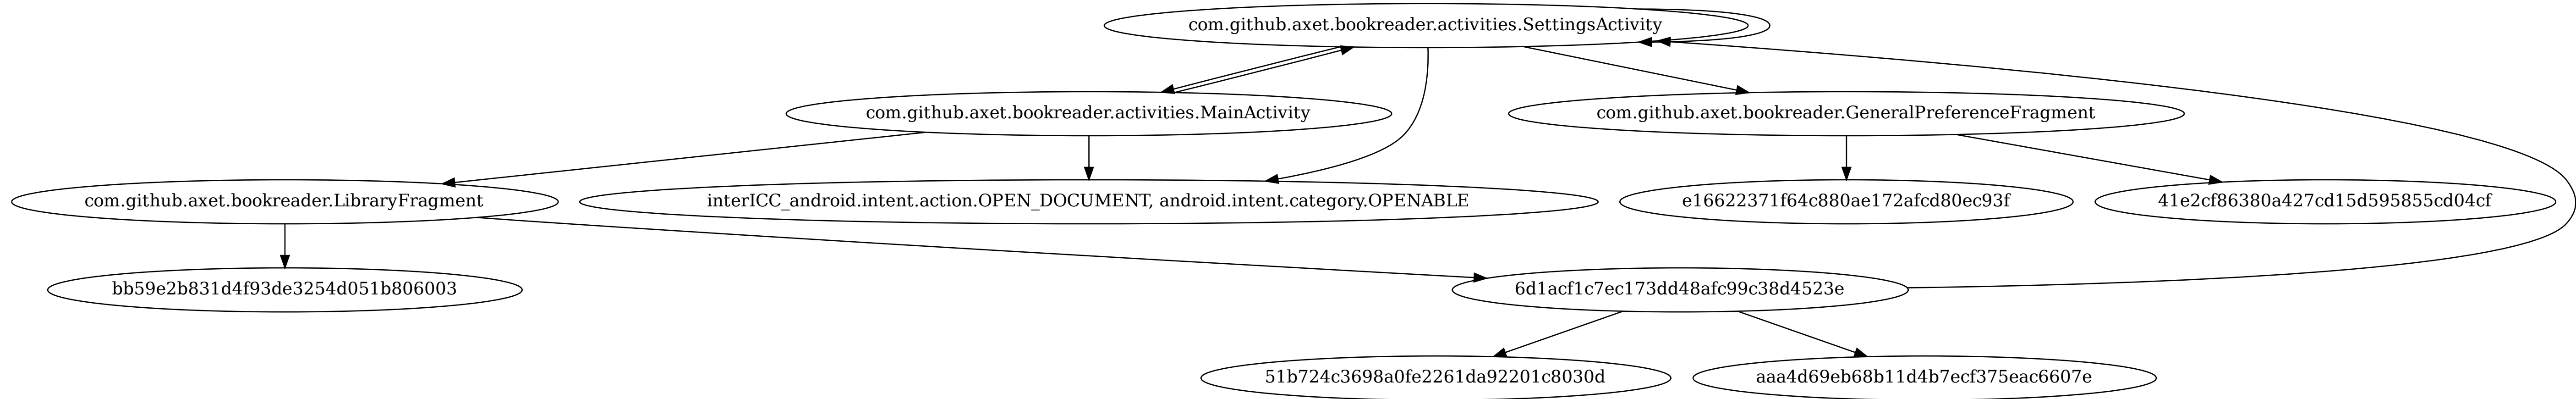 com.github.axet.bookreader.activities.SettingsActivity
com.github.axet.bookreader.activities.MainActivity
com.github.axet.bookreader.GeneralPreferenceFragment
com.github.axet.bookreader.LibraryFragment
interICC_android.intent.action.OPEN_DOCUMENT, android.intent.category.OPENABLE
e16622371f64c880ae172afcd80ec93f
41e2cf86380a427cd15d595855cd04cf
bb59e2b831d4f93de3254d051b806003
6d1acf1c7ec173dd48afc99c38d4523e
51b724c3698a0fe2261da92201c8030d
aaa4d69eb68b11d4b7ecf375eac6607e